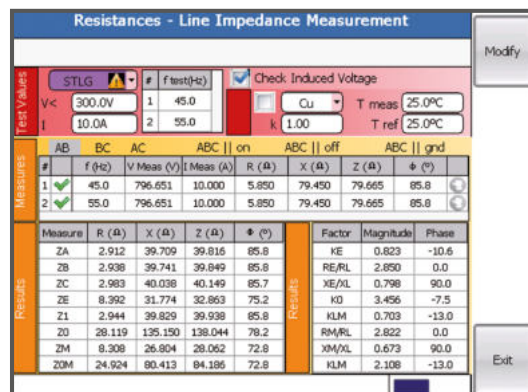 Resistances - Line Impedance Measurement
Modify
Test Values
STLG # f test(Hz) Check Induced Voltage
V< 300.0V 1 45.0 Cu T meas 25.0ºC
I 10.0A 2 55.0 k 1.00 T ref 25.0ºC
Measures
AB BC AC ABC || on ABC || off ABC || gnd
# f (Hz) V Meas (V) I Meas (A) R (Ω) X (Ω) Z (Ω) Φ (º)
1 45.0 796.651 10.000 5.850 79.450 79.665 85.8
2 55.0 796.651 10.000 5.850 79.450 79.665 85.8
Results
Measure R (Ω) X (Ω) Z (Ω) Φ (º)
ZA 2.912 39.709 39.816 85.8
ZB 2.938 39.741 39.849 85.8
ZC 2.983 40.038 40.149 85.7
ZE 8.392 31.774 32.863 75.2
Z1 2.944 39.829 39.938 85.8
Z0 28.119 135.150 138.044 78.2
ZM 8.308 26.804 28.062 72.8
Z0M 24.924 80.413 84.186 72.8
Results
Factor Magnitude Phase
KE 0.823 -10.6
RE/RL 2.850 0.0
XE/XL 0.798 90.0
K0 3.456 -7.5
KLM 0.703 -13.0
RM/RL 2.822 0.0
XM/XL 0.673 90.0
KLM 2.108 -13.0
Exit